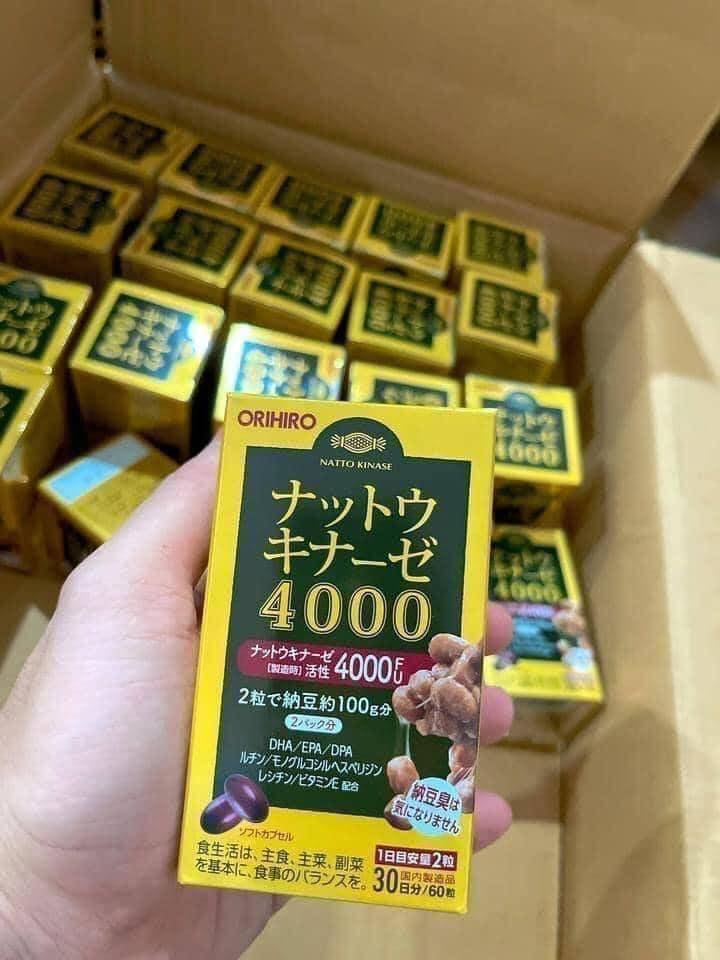 ORIHIRO
NATTO KINASE
ナットウ
キナーゼ
4000
ナットウキナーゼ
[製造時] 活性 4000FU
2粒で納豆約100g分
2パック分
DHA/EPA/DPA
ルチン/モノグルコシルヘスペリジン
レシチン/ビタミンE 配合
納豆臭は
気になりません
ソフトカプセル
食生活は、主食、主菜、副菜
を基本に、食事のバランスを。
1日目安量2粒
国内製造品
30日分/60粒
ナットウ
4000
4000
4000